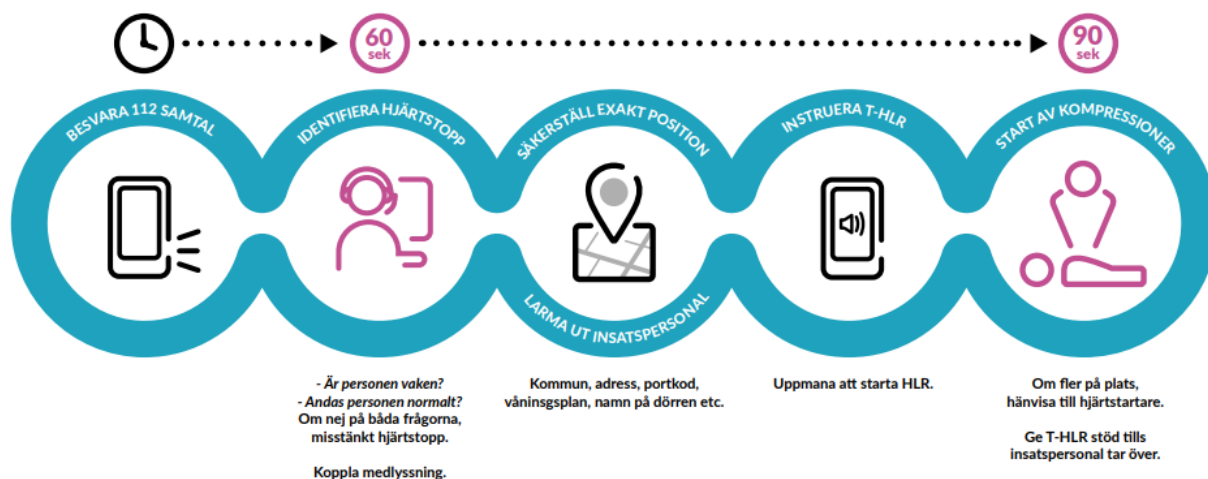 60
sek
90
sek
BESVARA 112 SAMTAL
IDENTIFIERA HJÄRTSTOPP
SÄKERSTÄLL EXAKT POSITION
INSTRUERA T-HLR
START AV KOMPRESSIONER
LARMA UT INSATSPERSONAL
- Är personen vaken?
- Andas personen normalt?
Om nej på båda frågorna,
misstänkt hjärtstopp.
Koppla medlyssning.
Kommun, adress, portkod,
våninsgsplan, namn på dörren etc.
Uppmana att starta HLR.
Om fler på plats,
hänvisa till hjärtstartare.
Ge T-HLR stöd tills
insatspersonal tar över.